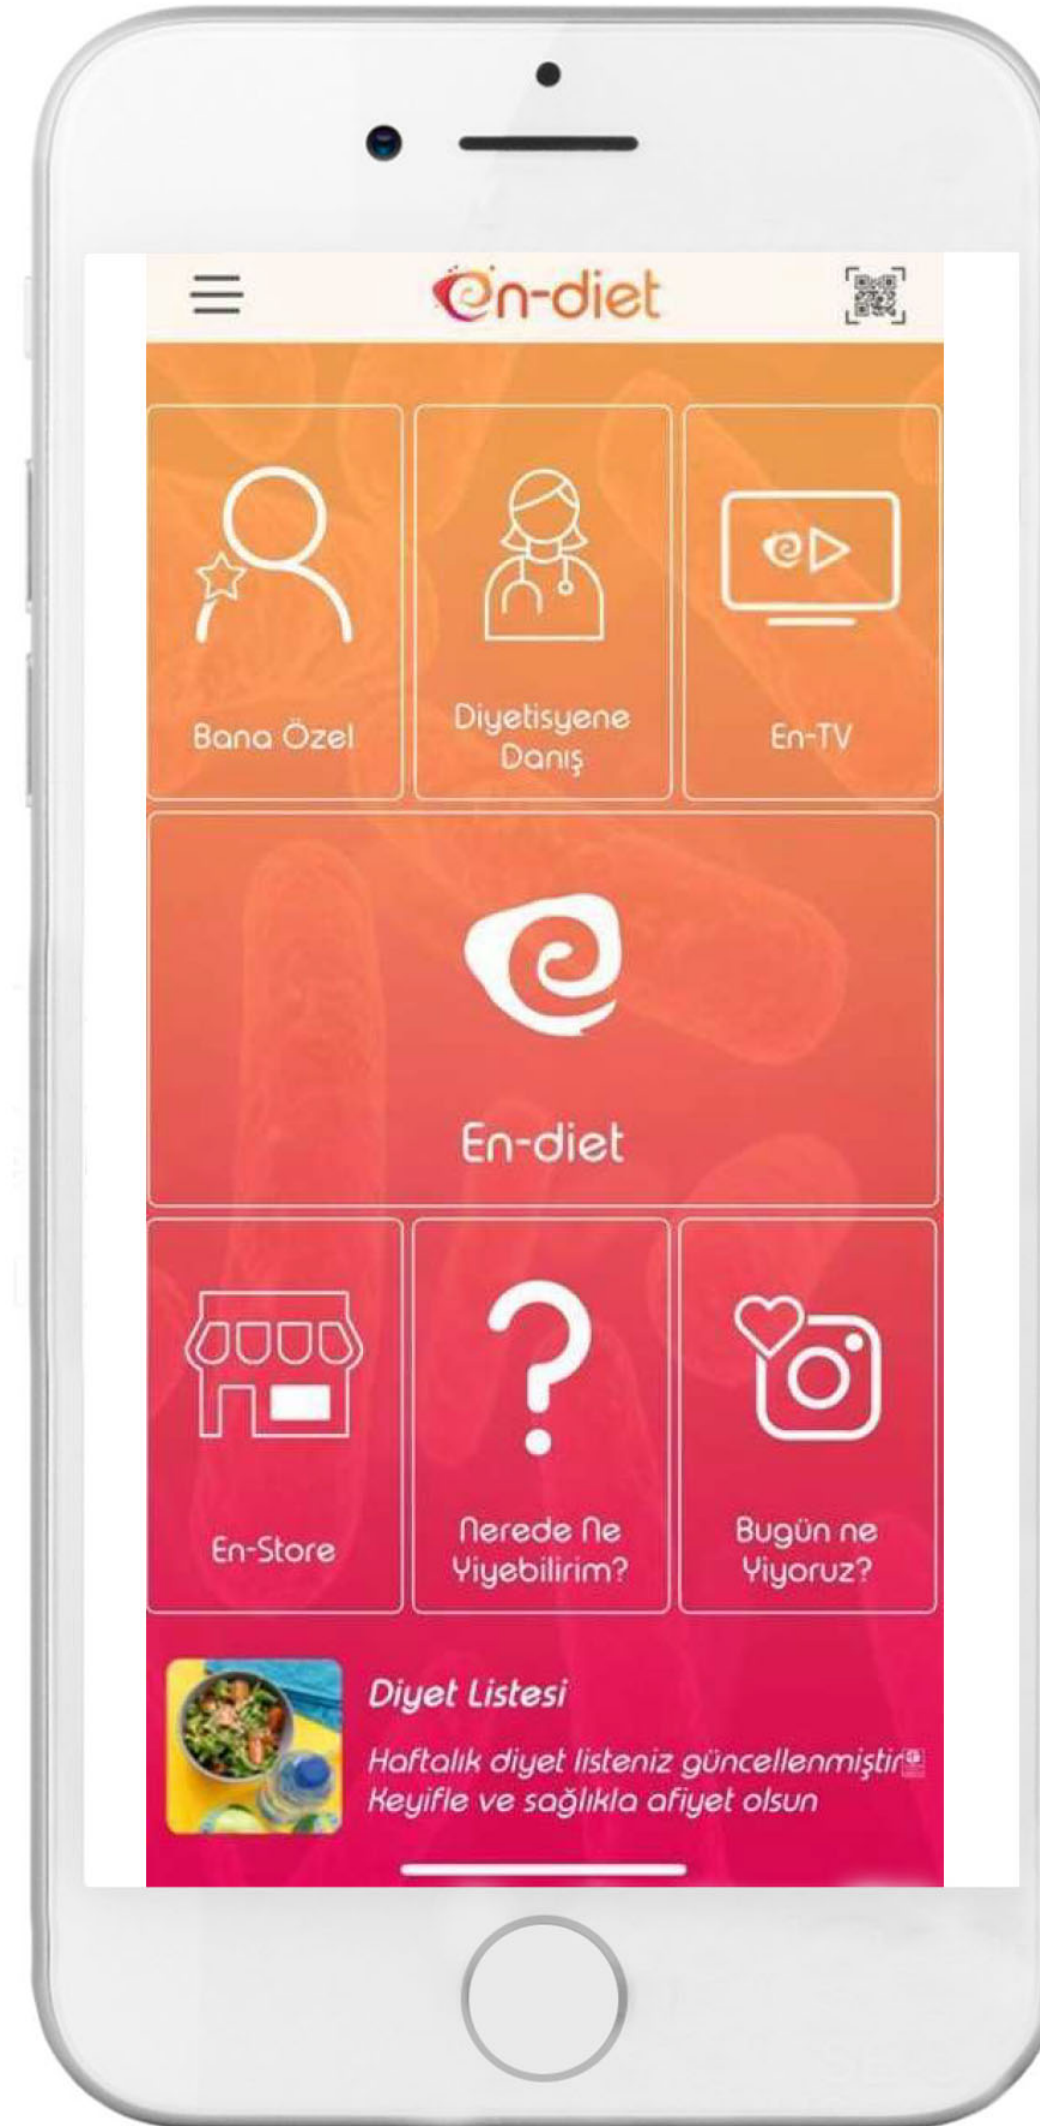 en-diet
Bana Özel
Diyetisyene
Danış
En-TV
En-diet
En-Store
Nerede Ne
Yiyebilirim?
Bugün ne
Yiyoruz?
Diyet Listesi
Haftalık diyet listeniz güncellenmiştir
Keyifle ve sağlıkla afiyet olsun